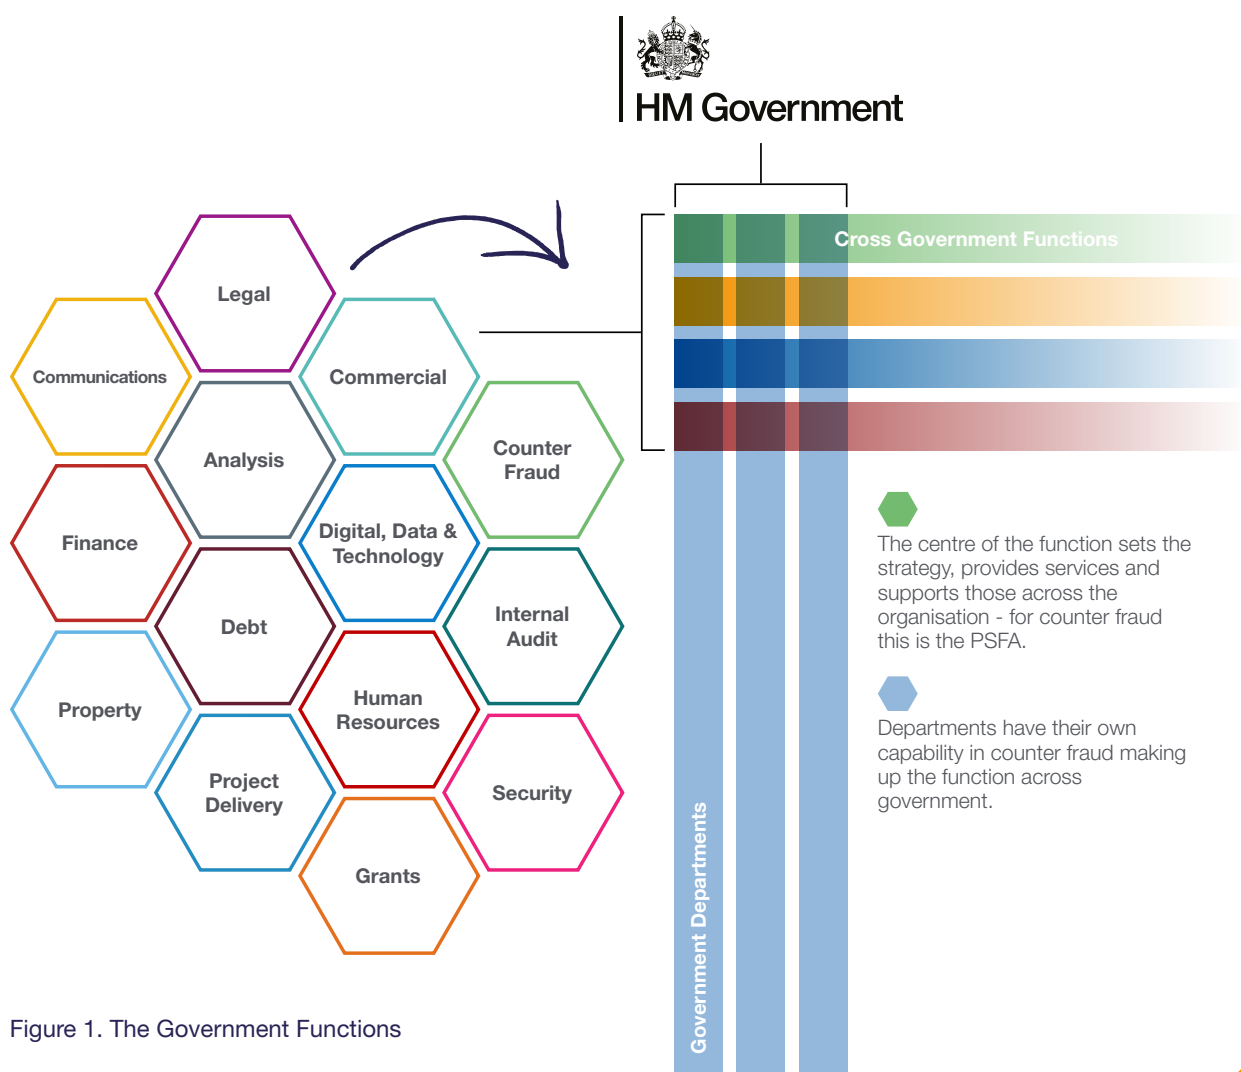 HM Government
Legal
Communications
Commercial
Analysis
Counter
Fraud
Finance
Digital, Data &
Technology
Debt
Internal
Audit
Property
Human
Resources
Project
Delivery
Security
Grants
Cross Government Functions
Government Departments
The centre of the function sets the
strategy, provides services and
supports those across the
organisation - for counter fraud
this is the PSFA.
Departments have their own
capability in counter fraud making
up the function across
government.
Figure 1. The Government Functions